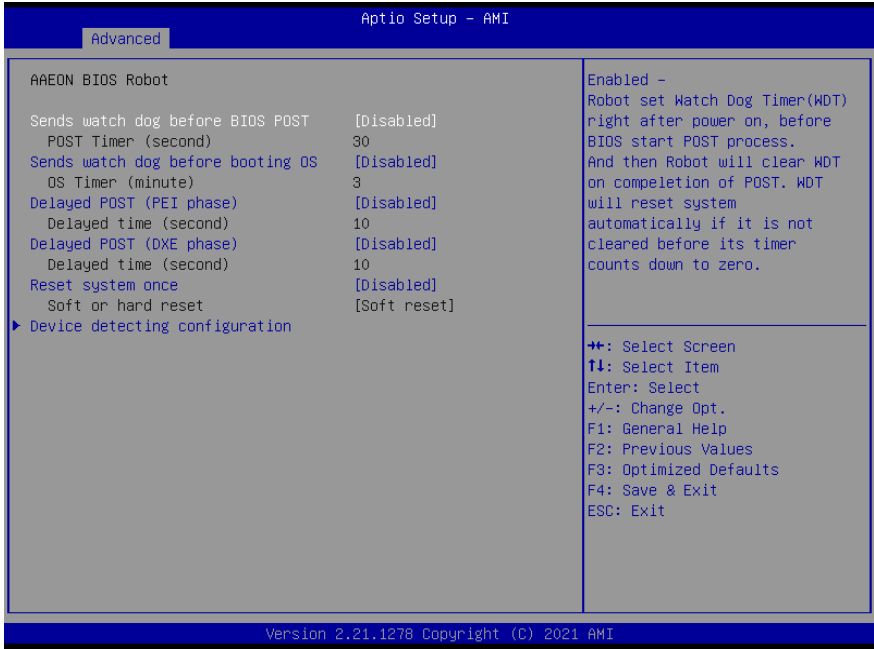 Aptio Setup – AMI
Advanced
AAEON BIOS Robot
Sends watch dog before BIOS POST [Disabled]
POST Timer (second) 30
Sends watch dog before booting OS [Disabled]
OS Timer (minute) 3
Delayed POST (PEI phase) [Disabled]
Delayed time (second) 10
Delayed POST (DXE phase) [Disabled]
Delayed time (second) 10
Reset system once [Disabled]
Soft or hard reset [Soft reset]
Device detecting configuration
Enabled –
Robot set Watch Dog Timer(WDT)
right after power on, before
BIOS start POST process.
And then Robot will clear WDT
on compeletion of POST. WDT
will reset system
automatically if it is not
cleared before its timer
counts down to zero.
→←: Select Screen
↑↓: Select Item
Enter: Select
+/-: Change Opt.
F1: General Help
F2: Previous Values
F3: Optimized Defaults
F4: Save & Exit
ESC: Exit
Version 2.21.1278 Copyright (C) 2021 AMI